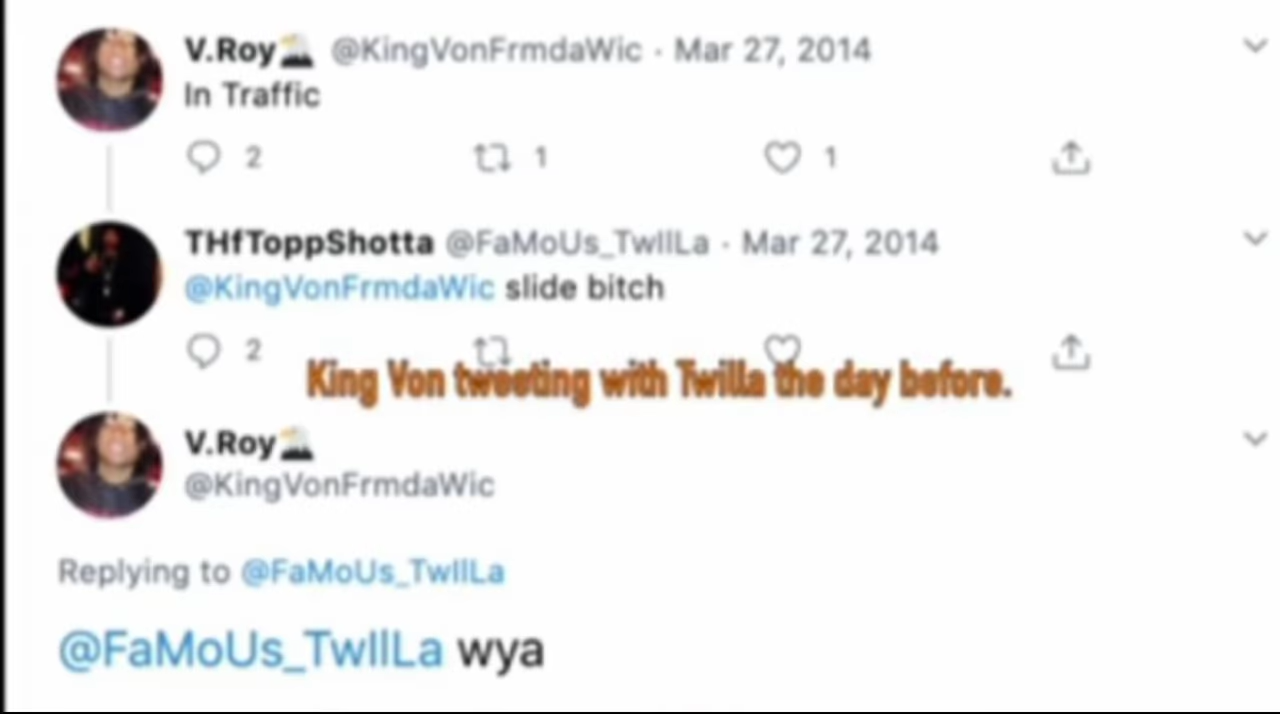 V.Roy @KingVonFrmdaWic · Mar 27, 2014
In Traffic
2 1 1
THfToppShotta @FaMoUs_TwIlLa · Mar 27, 2014
@KingVonFrmdaWic slide bitch
2
King Von tweeting with Twilla the day before.
V.Roy
@KingVonFrmdaWic
Replying to @FaMoUs_TwIlLa
@FaMoUs_TwIlLa wya